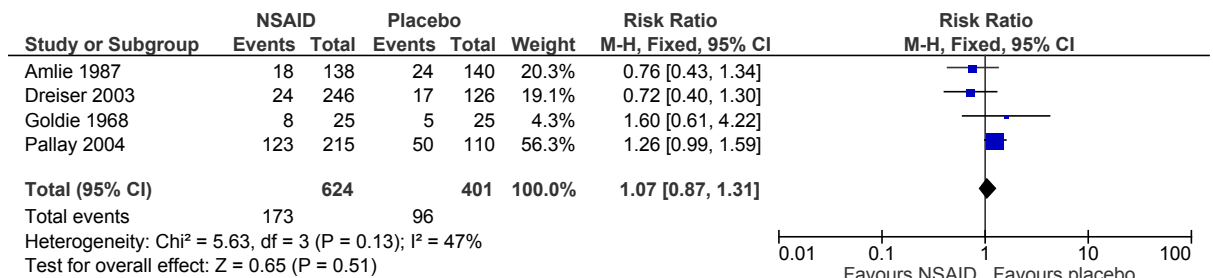 NSAID Placebo Risk Ratio Risk Ratio
Study or Subgroup Events Total Events Total Weight M-H, Fixed, 95% CI M-H, Fixed, 95% CI
Amlie 1987 18 138 24 140 20.3% 0.76 [0.43, 1.34]
Dreiser 2003 24 246 17 126 19.1% 0.72 [0.40, 1.30]
Goldie 1968 8 25 5 25 4.3% 1.60 [0.61, 4.22]
Pallay 2004 123 215 50 110 56.3% 1.26 [0.99, 1.59]
Total (95% CI) 624 401 100.0% 1.07 [0.87, 1.31]
Total events 173 96
Heterogeneity: Chi² = 5.63, df = 3 (P = 0.13); I² = 47%
Test for overall effect: Z = 0.65 (P = 0.51)
0.01 0.1 1 10 100
Favours NSAID Favours placebo